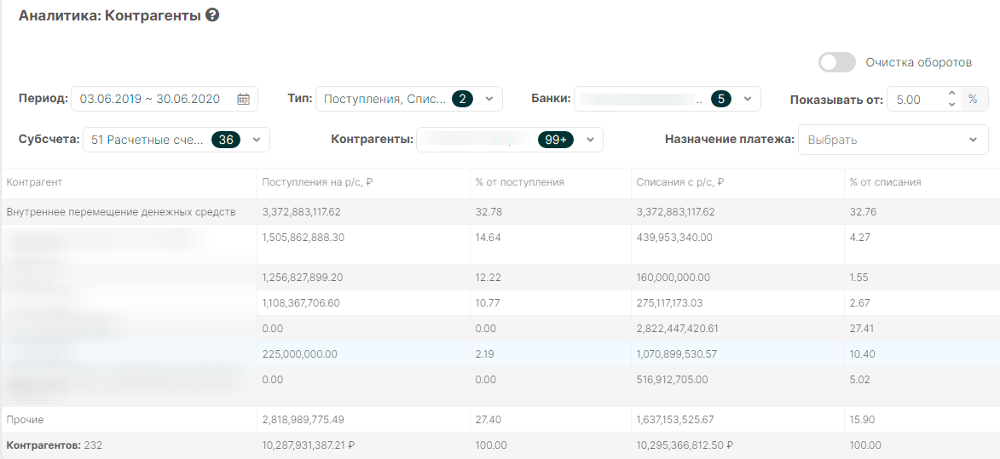 Аналитика: Контрагенты ?
Очистка оборотов
Период: 03.06.2019 ~ 30.06.2020 Тип: Поступления, Спис... 2 Банки: .. 5 Показывать от: 5.00 %
Субсчета: 51 Расчетные сче... 36 Контрагенты: 99+ Назначение платежа: Выбрать
Контрагент Поступления на р/с, ₽ % от поступления Списания с р/с, ₽ % от списания
Внутреннее перемещение денежных средств 3,372,883,117.62 32.78 3,372,883,117.62 32.76
1,505,862,888.30 14.64 439,953,340.00 4.27
1,256,827,899.20 12.22 160,000,000.00 1.55
1,108,367,706.60 10.77 275,117,173.03 2.67
0.00 0.00 2,822,447,420.61 27.41
225,000,000.00 2.19 1,070,899,530.57 10.40
0.00 0.00 516,912,705.00 5.02
Прочие 2,818,989,775.49 27.40 1,637,153,525.67 15.90
Контрагентов: 232 10,287,931,387.21 ₽ 100.00 10,295,366,812.50 ₽ 100.00